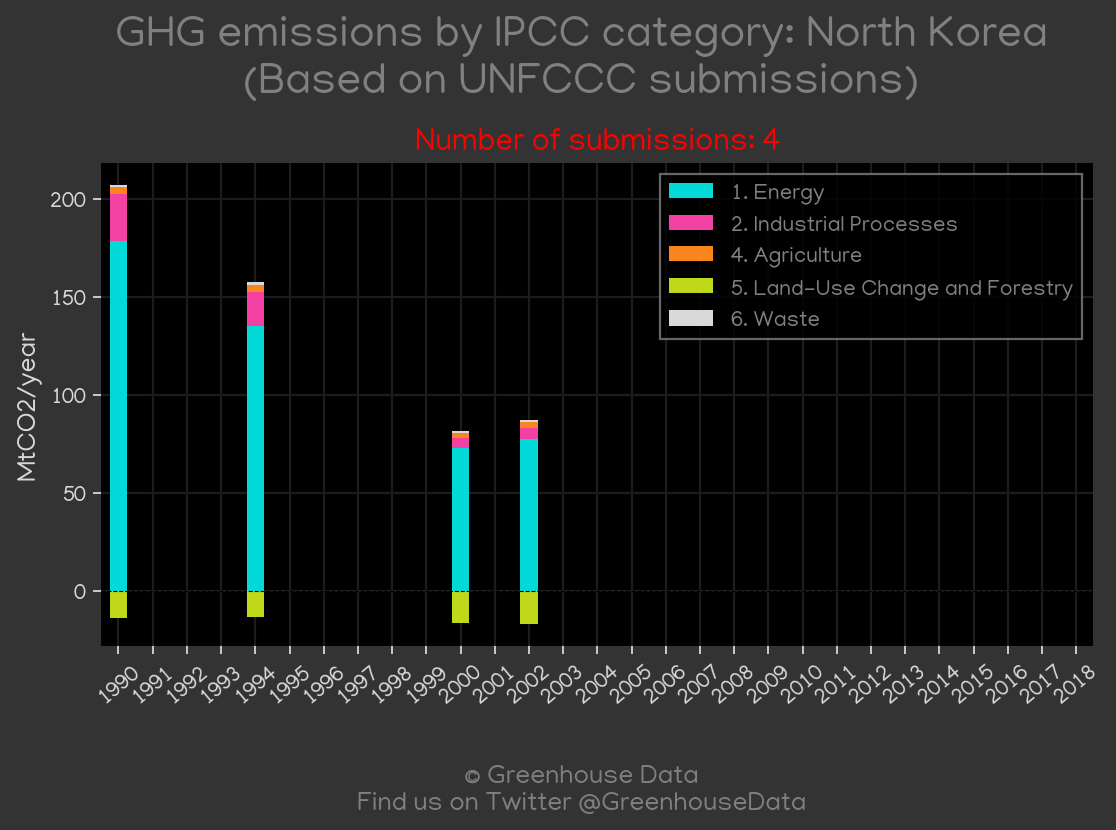 GHG emissions by IPCC category: North Korea
(Based on UNFCCC submissions)
Number of submissions: 4
1. Energy
2. Industrial Processes
4. Agriculture
5. Land-Use Change and Forestry
6. Waste
MtCO2/year
200
150
100
50
0
1990 1991 1992 1993 1994 1995 1996 1997 1998 1999 2000 2001 2002 2003 2004 2005 2006 2007 2008 2009 2010 2011 2012 2013 2014 2015 2016 2017 2018
© Greenhouse Data
Find us on Twitter @GreenhouseData